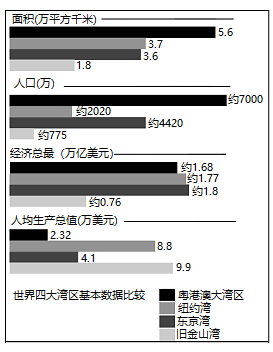 面积(万平方千米)
5.6
3.7
3.6
1.8
人口(万)
约7000
约2020
约4420
约775
经济总量（万亿美元）
约1.68
约1.77
约1.8
约0.76
人均生产总值(万美元)
2.32
8.8
4.1
9.9
世界四大湾区基本数据比较
粤港澳大湾区
纽约湾
东京湾
旧金山湾